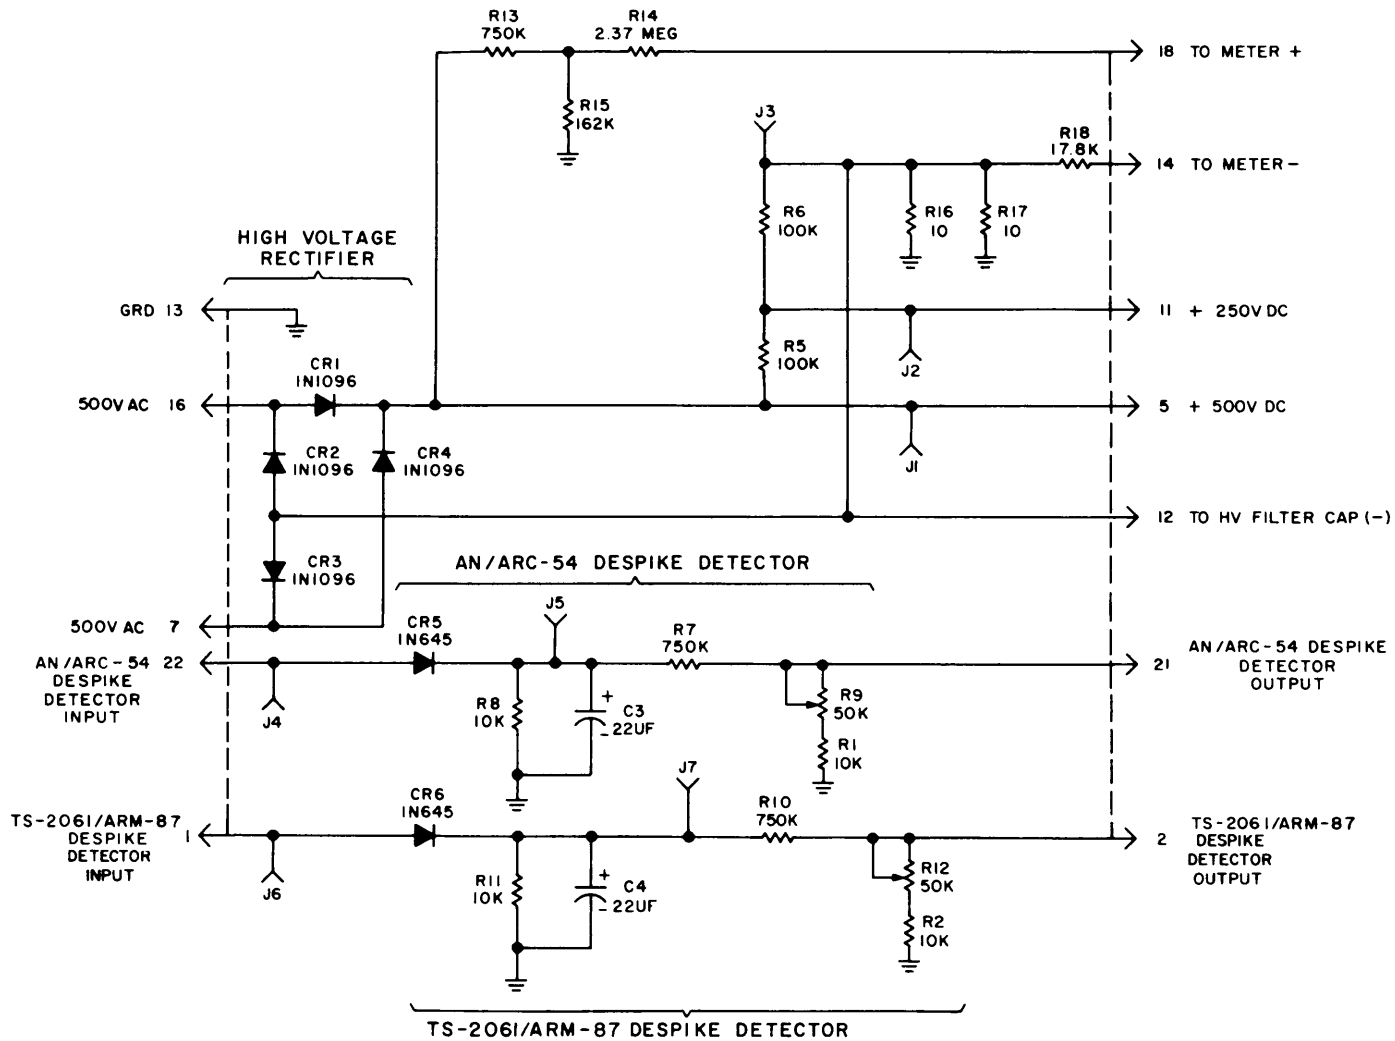 R13
750K
R14
2.37 MEG
18 TO METER +
R15
162K
J3
R18
17.8K
14 TO METER -
R6
100K
R16
10
R17
10
HIGH VOLTAGE
RECTIFIER
GRD 13
11 + 250V DC
R5
100K
J2
CR1
1N1096
500V AC 16
5 + 500V DC
CR2
1N1096
CR4
1N1096
J1
12 TO HV FILTER CAP (-)
CR3
1N1096
AN/ARC-54 DESPIKE DETECTOR
500V AC 7
CR5
1N645
J5
R7
750K
AN/ARC-54 22
DESPIKE
DETECTOR
INPUT
21 AN/ARC-54 DESPIKE
DETECTOR
OUTPUT
J4
R8
10K
+
C3
- 22UF
R9
50K
R1
10K
J7
CR6
1N645
R10
750K
TS-2061/ARM-87
DESPIKE 1
DETECTOR
INPUT
2 TS-2061/ARM-87
DESPIKE
DETECTOR
OUTPUT
J6
R11
10K
+
C4
- 22UF
R12
50K
R2
10K
TS-2061/ARM-87 DESPIKE DETECTOR